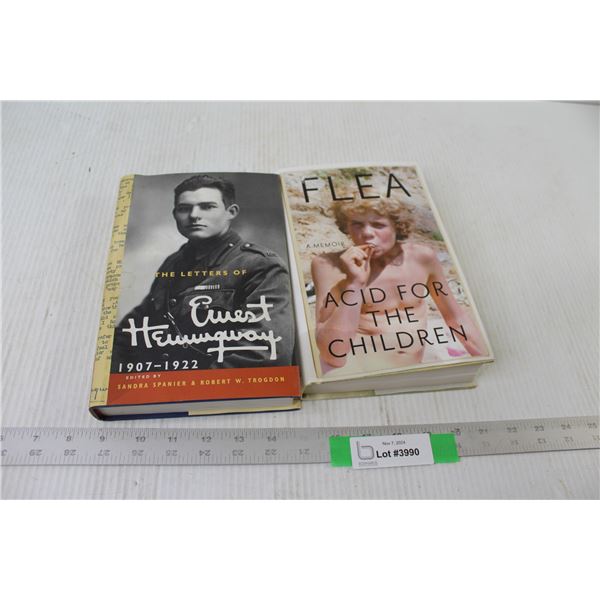 THE LETTERS OF
Ernest
Hemingway
1907–1922
EDITED BY
SANDRA SPANIER & ROBERT W. TROGDON
FLEA
A MEMOIR
ACID FOR
THE
CHILDREN
Nov 7, 2024
Lot #3990